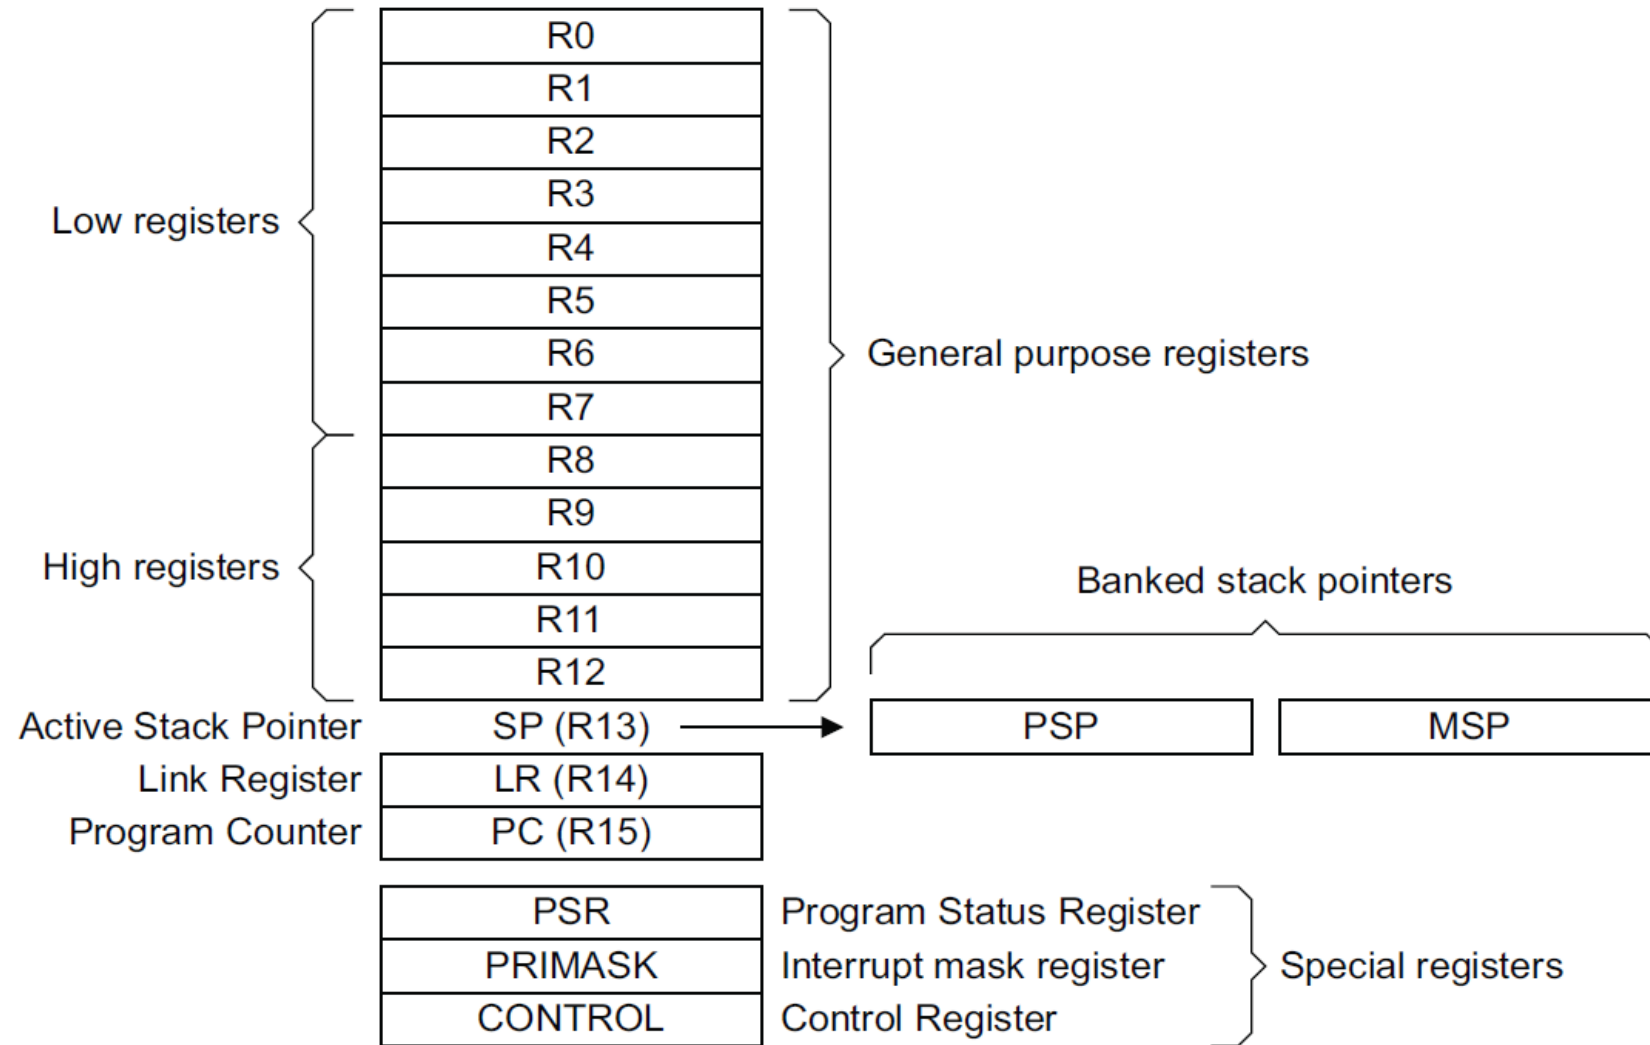 R0
R1
R2
R3
Low registers
R4
R5
R6
General purpose registers
R7
R8
R9
High registers
R10
Banked stack pointers
R11
R12
Active Stack Pointer SP (R13) PSP MSP
Link Register LR (R14)
Program Counter PC (R15)
PSR Program Status Register
PRIMASK Interrupt mask register Special registers
CONTROL Control Register